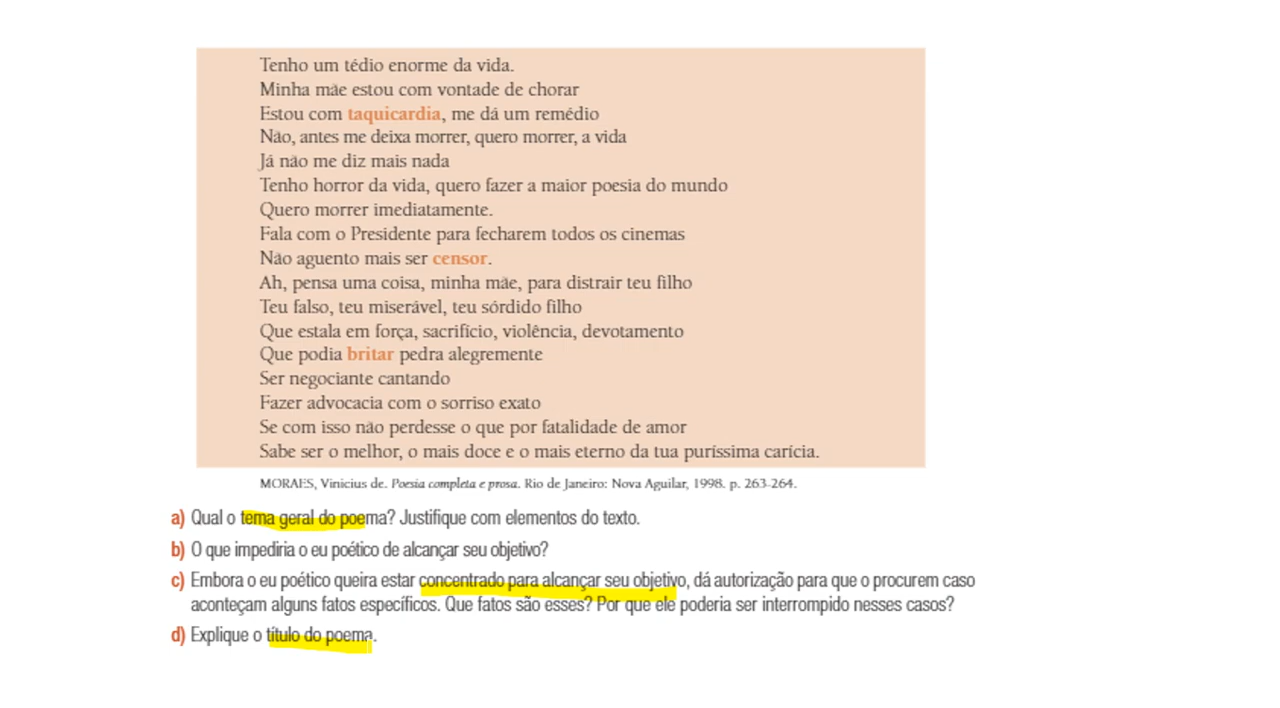 Tenho um tédio enorme da vida.
Minha mãe estou com vontade de chorar
Estou com taquicardia, me dá um remédio
Não, antes me deixa morrer, quero morrer, a vida
Já não me diz mais nada
Tenho horror da vida, quero fazer a maior poesia do mundo
Quero morrer imediatamente.
Fala com o Presidente para fecharem todos os cinemas
Não aguento mais ser censor.
Ah, pensa uma coisa, minha mãe, para distrair teu filho
Teu falso, teu miserável, teu sórdido filho
Que estala em força, sacrifício, violência, devotamento
Que podia britar pedra alegremente
Ser negociante cantando
Fazer advocacia com o sorriso exato
Se com isso não perdesse o que por fatalidade de amor
Sabe ser o melhor, o mais doce e o mais eterno da tua puríssima carícia.
MORAES, Vinicius de. Poesia completa e prosa. Rio de Janeiro: Nova Aguilar, 1998. p. 263-264.
a) Qual o tema geral do poema? Justifique com elementos do texto.
b) O que impediria o eu poético de alcançar seu objetivo?
c) Embora o eu poético queira estar concentrado para alcançar seu objetivo, dá autorização para que o procurem caso
aconteçam alguns fatos específicos. Que fatos são esses? Por que ele poderia ser interrompido nesses casos?
d) Explique o título do poema.